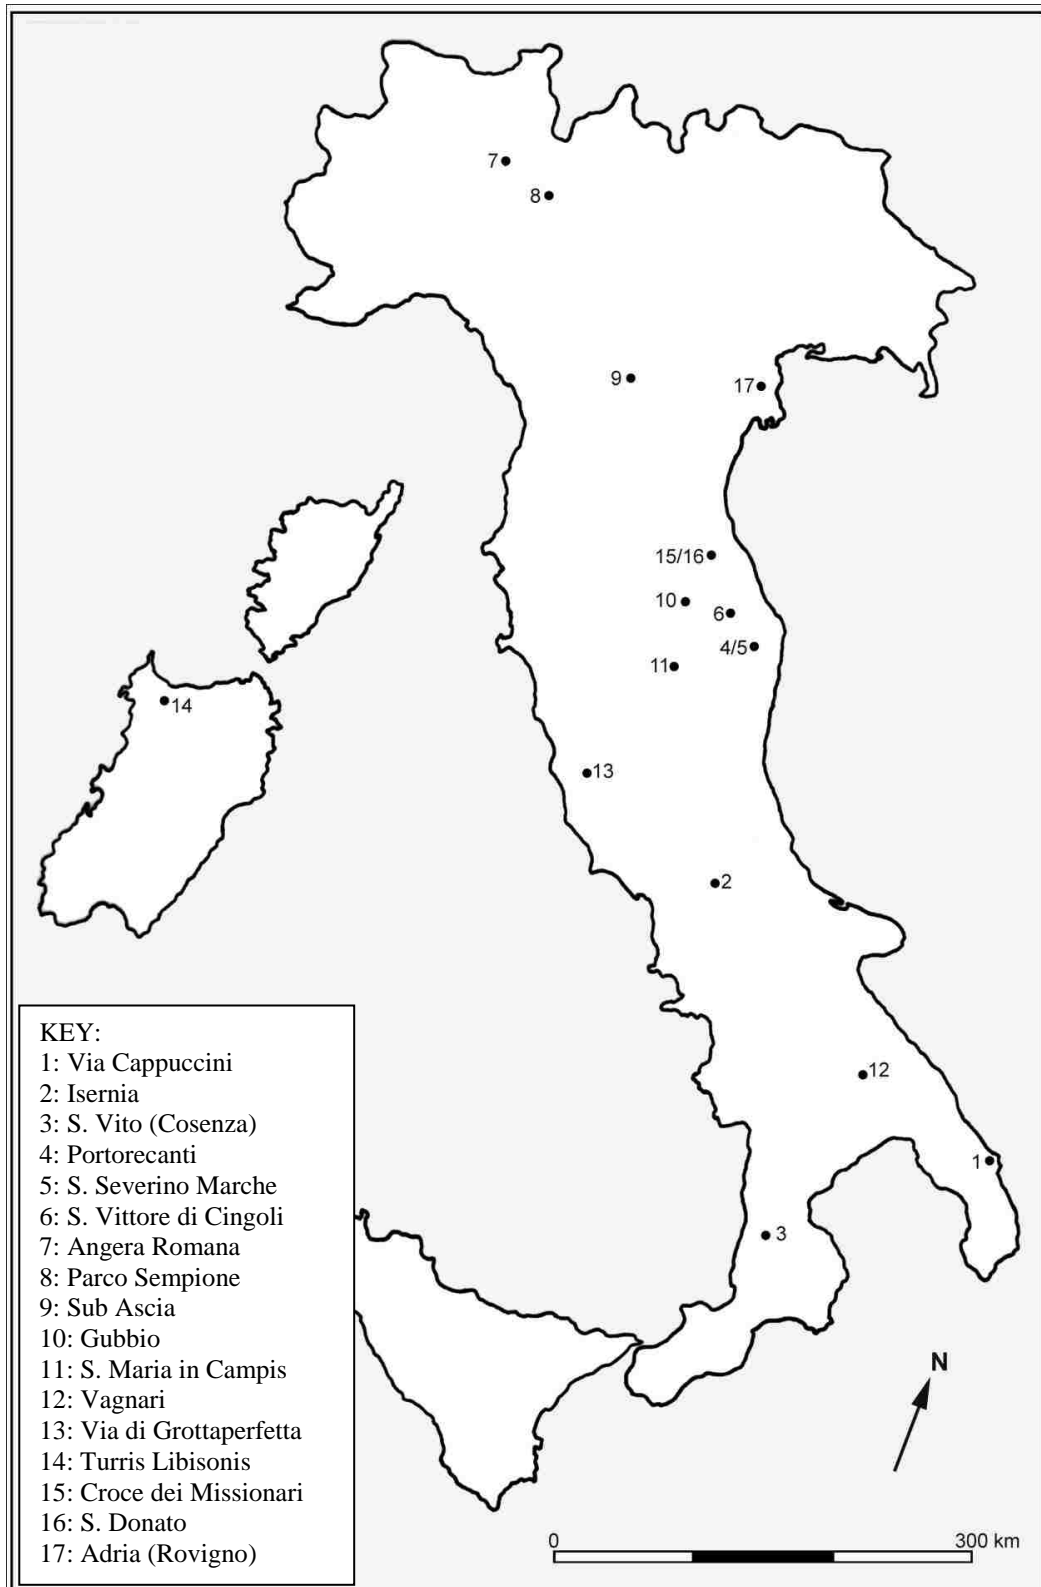 7
8
9
17
15/16
10
6
4/5
11
14
13
2
12
1
3
KEY:
1: Via Cappuccini
2: Isernia
3: S. Vito (Cosenza)
4: Portorecanti
5: S. Severino Marche
6: S. Vittore di Cingoli
7: Angera Romana
8: Parco Sempione
9: Sub Ascia
10: Gubbio
11: S. Maria in Campis
12: Vagnari
13: Via di Grottaperfetta
14: Turris Libisonis
15: Croce dei Missionari
16: S. Donato
17: Adria (Rovigno)
N
0 300 km